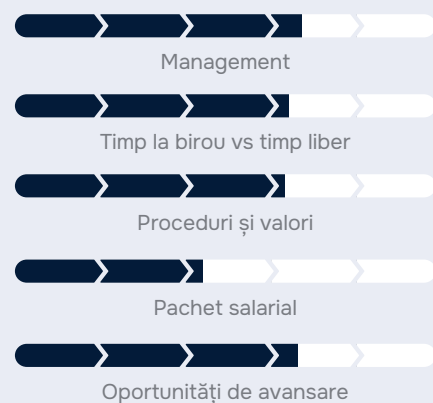 Management
Timp la birou vs timp liber
Proceduri și valori
Pachet salarial
Oportunități de avansare